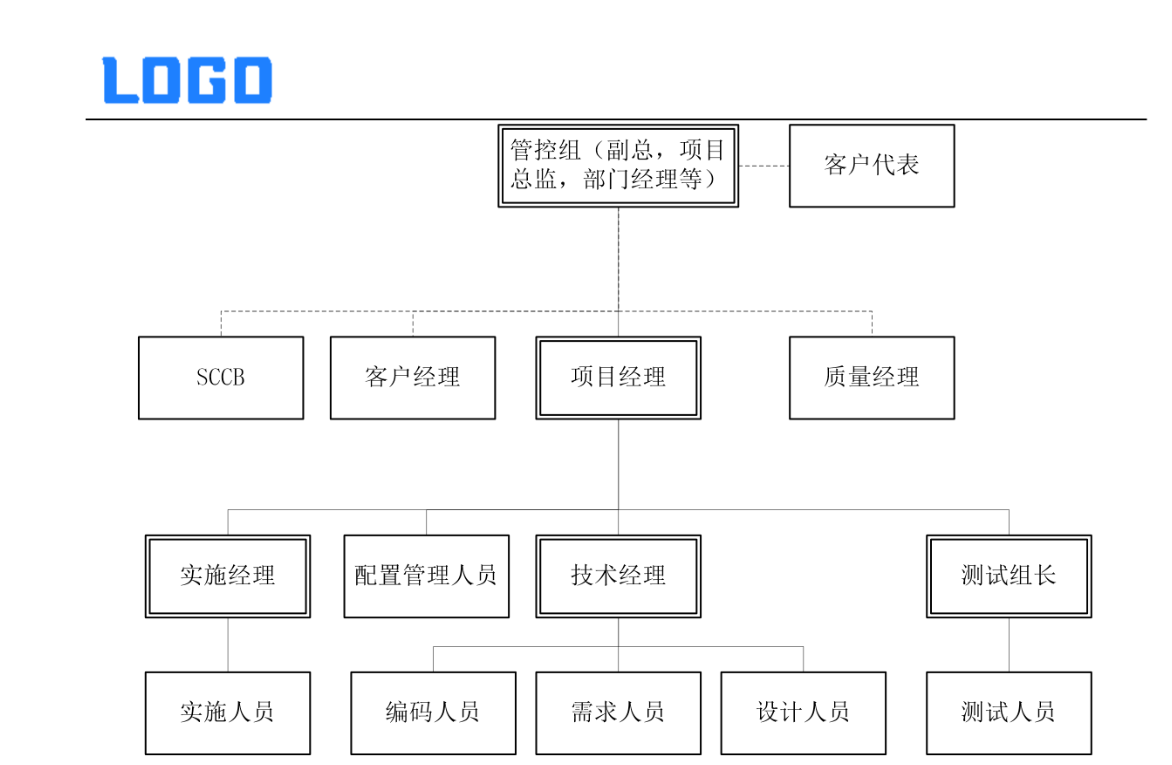 LOGO
管控组（副总，项目
总监，部门经理等）
客户代表
SCCB
客户经理
项目经理
质量经理
实施经理
配置管理人员
技术经理
测试组长
实施人员
编码人员
需求人员
设计人员
测试人员